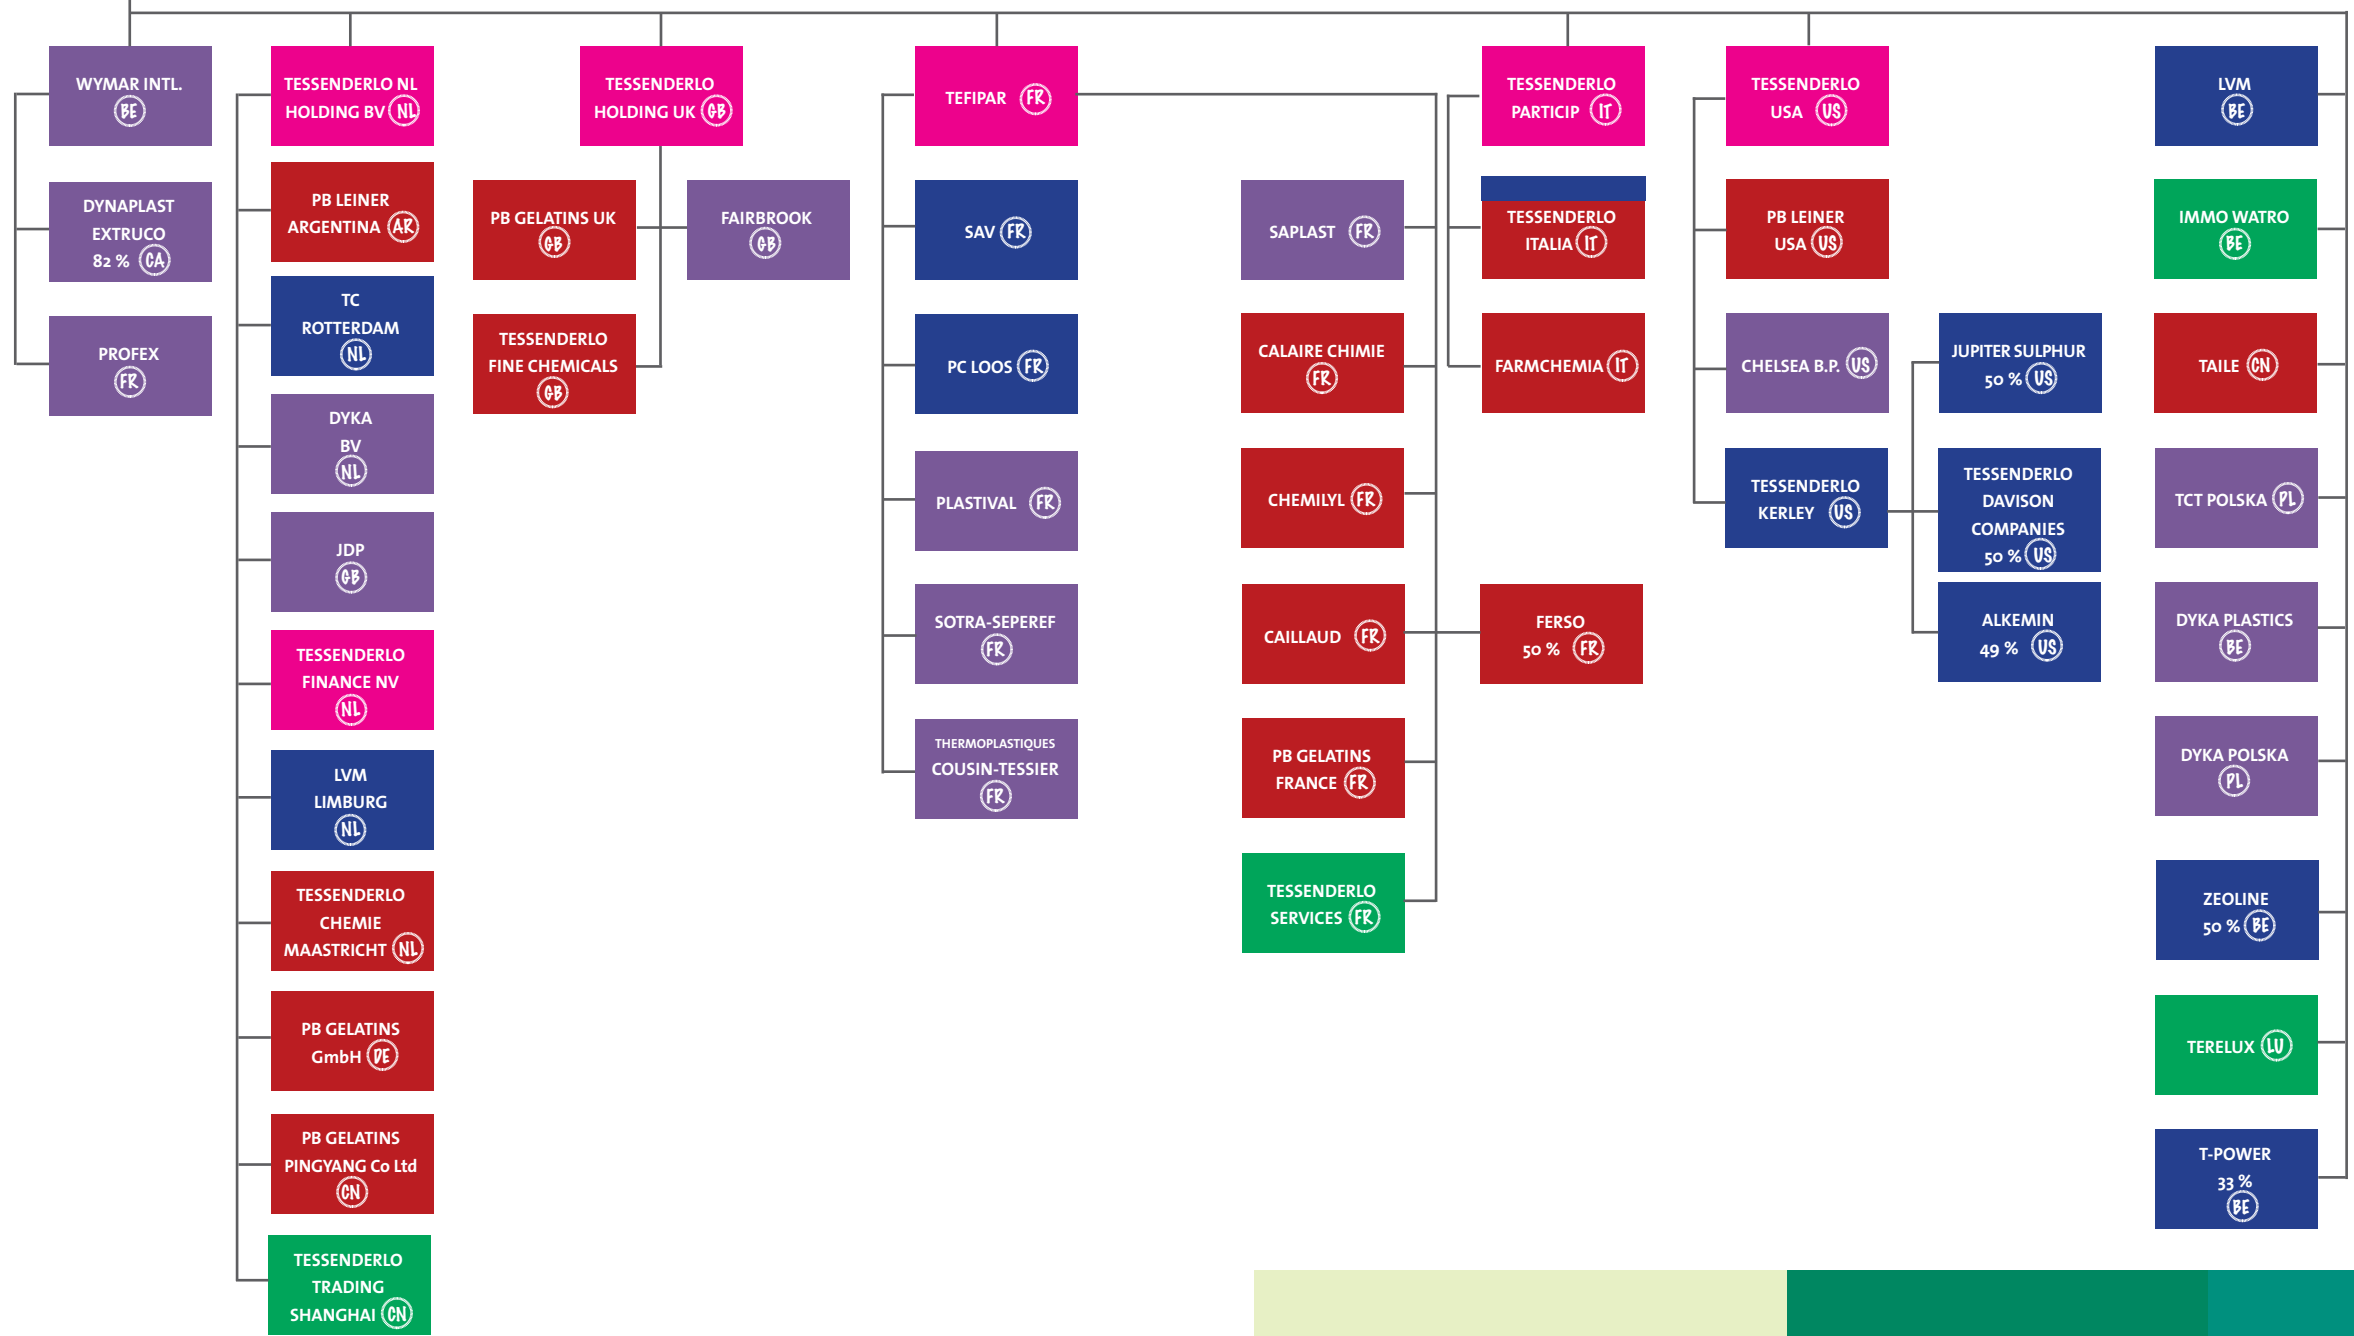 WYMAR INTL.
BE
DYNAPLAST
EXTRUCO
82 % CA
PROFEX
FR
TESSENDERLO NL
HOLDING BV NL
PB LEINER
ARGENTINA AR
TC
ROTTERDAM
NL
DYKA
BV
NL
JDP
GB
TESSENDERLO
FINANCE NV
NL
LVM
LIMBURG
NL
TESSENDERLO
CHEMIE
MAASTRICHT NL
PB GELATINS
GmbH DE
PB GELATINS
PINGYANG Co Ltd
CN
TESSENDERLO
TRADING
SHANGHAI CN
TESSENDERLO
HOLDING UK GB
PB GELATINS UK
GB
FAIRBROOK
GB
TESSENDERLO
FINE CHEMICALS
GB
TEFIPAR FR
SAV FR
PC LOOS FR
PLASTIVAL FR
SOTRA-SEPEREF
FR
THERMOPLASTIQUES
COUSIN-TESSIER
FR
SAPLAST FR
CALAIRE CHIMIE
FR
CHEMILYL FR
CAILLAUD FR
FERSO
50 % FR
PB GELATINS
FRANCE FR
TESSENDERLO
SERVICES FR
TESSENDERLO
PARTICIP IT
TESSENDERLO
ITALIA IT
FARMCHEMIA IT
TESSENDERLO
USA US
PB LEINER
USA US
CHELSEA B.P. US
TESSENDERLO
KERLEY US
JUPITER SULPHUR
50 % US
TESSENDERLO
DAVISON
COMPANIES
50 % US
ALKEMIN
49 % US
LVM
BE
IMMO WATRO
BE
TAILE CN
TCT POLSKA PL
DYKA PLASTICS
BE
DYKA POLSKA
PL
ZEOLINE
50 % BE
TERELUX LU
T-POWER
33 %
BE